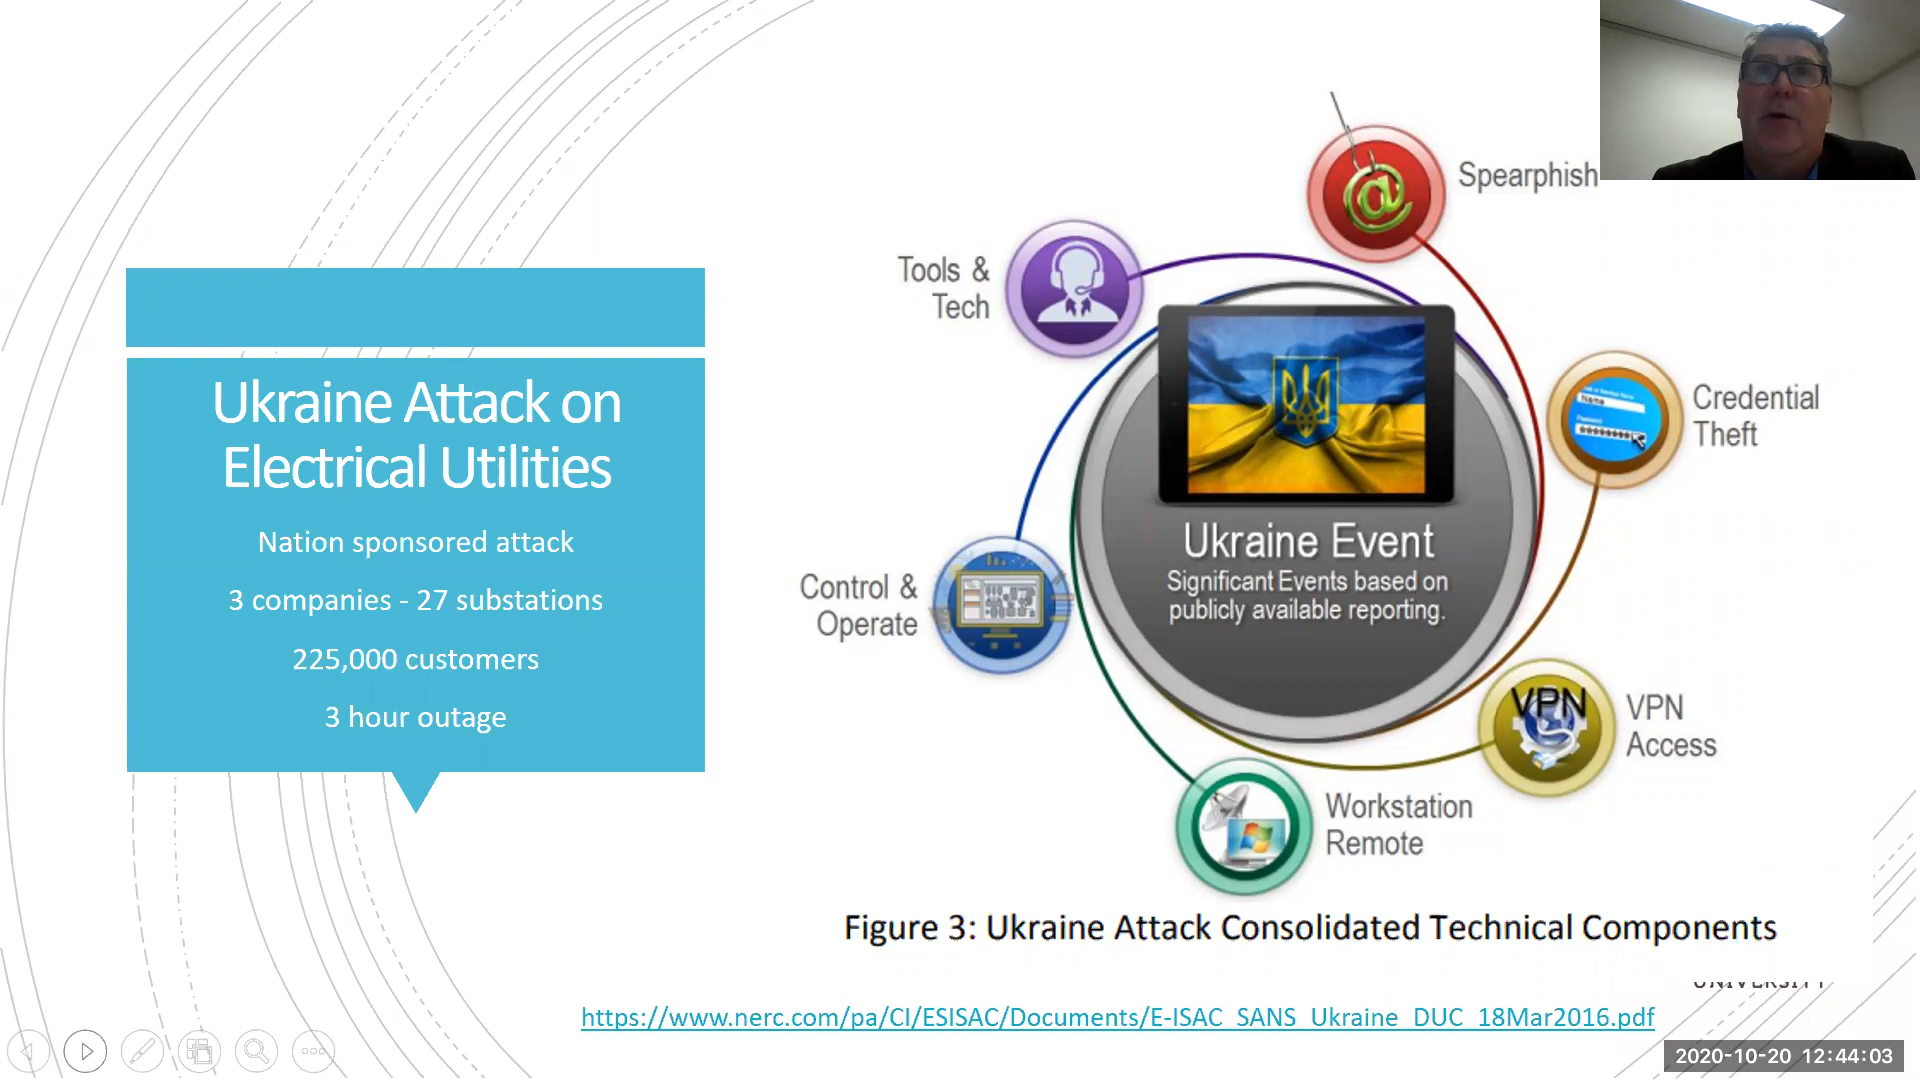 Ukraine Attack on
Electrical Utilities
Nation sponsored attack
3 companies - 27 substations
225,000 customers
3 hour outage
Spearphish
Tools &
Tech
Credential
Theft
Name
Ukraine Event
Significant Events based on
publicly available reporting.
Control &
Operate
VPN
VPN
Access
Workstation
Remote
Figure 3: Ukraine Attack Consolidated Technical Components
UNIVERSITY
https://www.nerc.com/pa/CI/ESISAC/Documents/E-ISAC_SANS_Ukraine_DUC_18Mar2016.pdf
2020-10-20 12:44:03